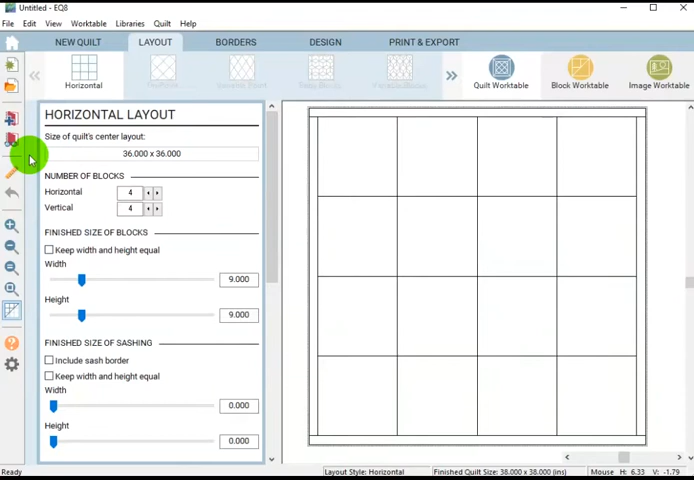 Untitled - EQ8
File Edit View Worktable Libraries Quilt Help
NEW QUILT LAYOUT BORDERS DESIGN PRINT & EXPORT
Horizontal
Quilt Worktable Block Worktable Image Worktable
HORIZONTAL LAYOUT
Size of quilt's center layout:
36.000 x 36.000
NUMBER OF BLOCKS
Horizontal 4
Vertical 4
FINISHED SIZE OF BLOCKS
Keep width and height equal
Width
9.000
Height
9.000
FINISHED SIZE OF SASHING
Include sash border
Keep width and height equal
Width
0.000
Height
0.000
Ready Layout Style: Horizontal Finished Quilt Size: 38.000 x 38.000 (ins) Mouse H: 6.33 V: -1.79